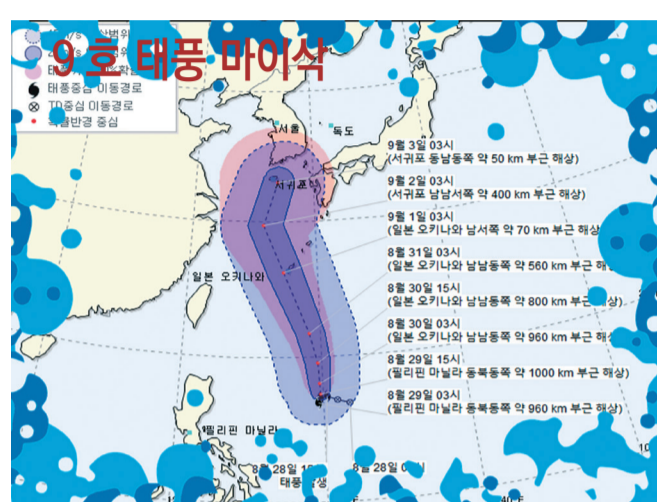 9호 태풍 마이삭
태풍중심 이동경로
TD중심 이동경로
중심
서울
독도
서귀포
일본 오키나와
필리핀 마닐라
9월 3일 03시
(서귀포 동남동쪽 약 50 km 부근 해상)
9월 2일 03시
(서귀포 남남서쪽 약 400 km 부근 해상)
9월 1일 03시
(일본 오키나와 남서쪽 약 70 km 부근 해상)
8월 31일 03시
(일본 오키나와 남남동쪽 약 560 km 부근 해
8월 30일 15시
(일본 오키나와 남남동쪽 약 800 km 부근 해상)
8월 30일 03시
(일본 오키나와 남남동쪽 약 960 km 부근 해상)
8월 29일 15시
(필리핀 마닐라 동북동쪽 약 1000 km 부근 해상)
8월 29일 03시
(필리핀 마닐라 동북동쪽 약 960 km 부근 해상)
8월 28일
8월 28일
태풍